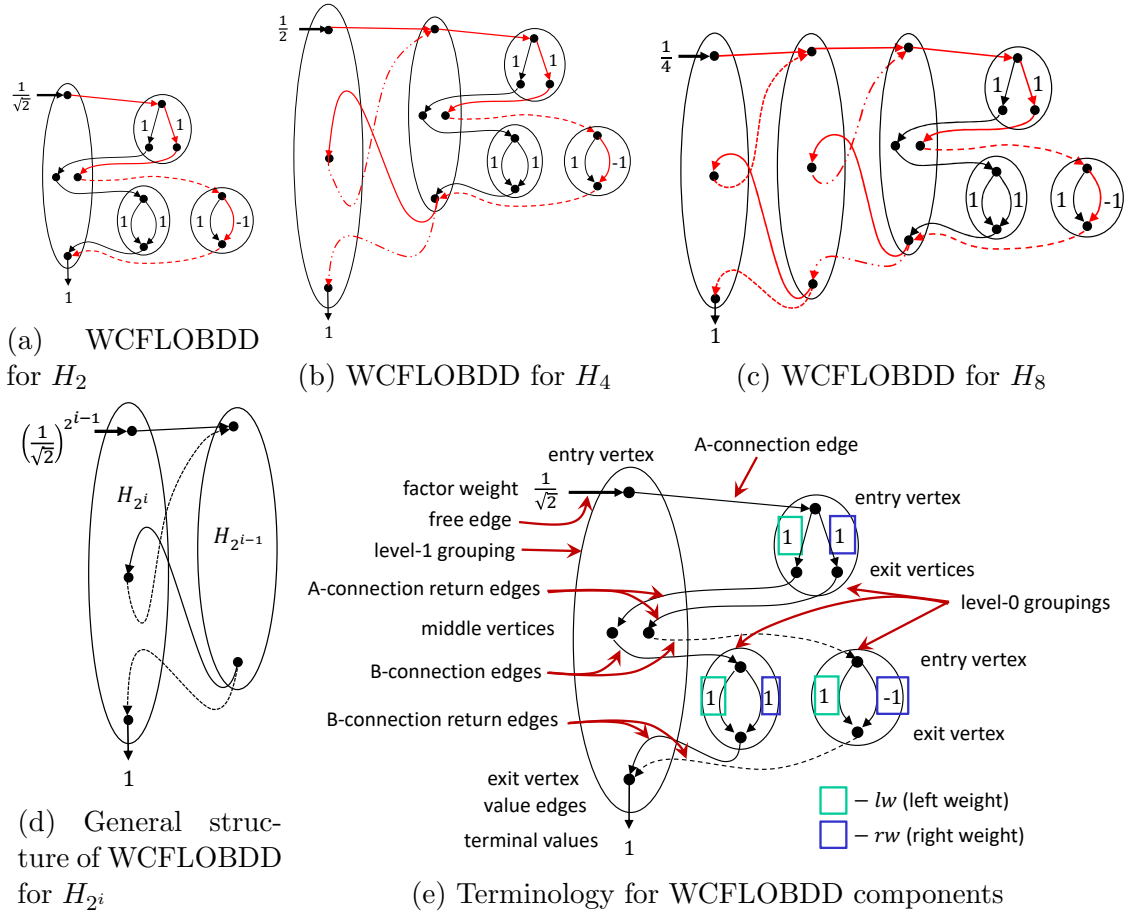 1/√2
1 1
1 1 1 -1
1
(a) WCFLOBDD
for H₂
1/2
1 1
1 1 1 -1
1
(b) WCFLOBDD for H₄
1/4
1 1
1 1 1 -1
1
(c) WCFLOBDD for H₈
(1/√2)^{2^{i−1}}
H_{2^i}
H_{2^{i−1}}
1
(d) General struc-
ture of WCFLOBDD
for H_{2^i}
entry vertex
A-connection edge
factor weight 1/√2
free edge
entry vertex
level-1 grouping
1 1
A-connection return edges
exit vertices
level-0 groupings
middle vertices
B-connection edges
entry vertex
1 1 1 -1
B-connection return edges
exit vertex
exit vertex
value edges
terminal values
1
– lw (left weight)
– rw (right weight)
(e) Terminology for WCFLOBDD components